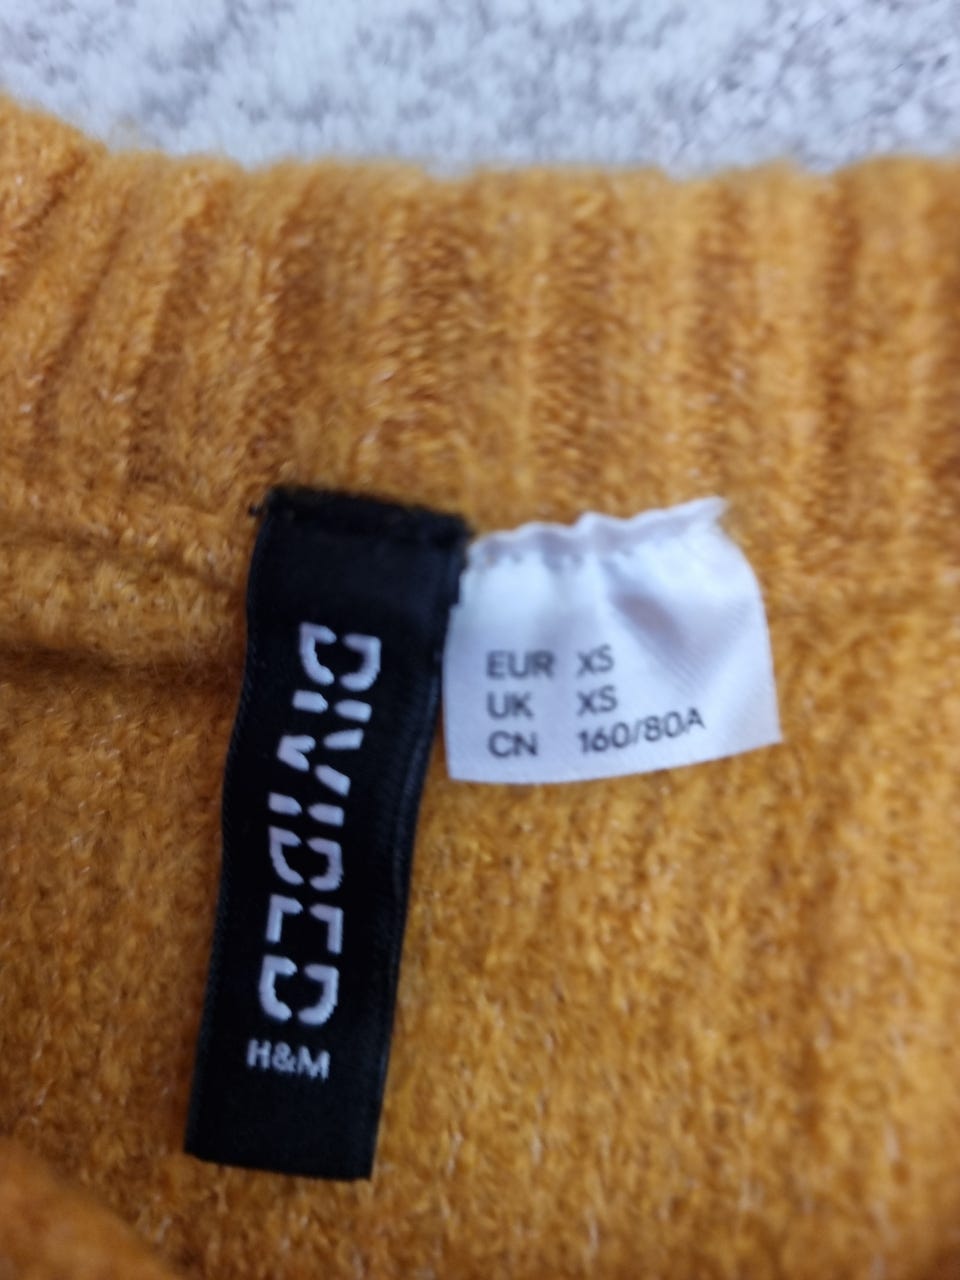 DIVIDED
H&M
EUR XS
UK XS
CN 160/80A